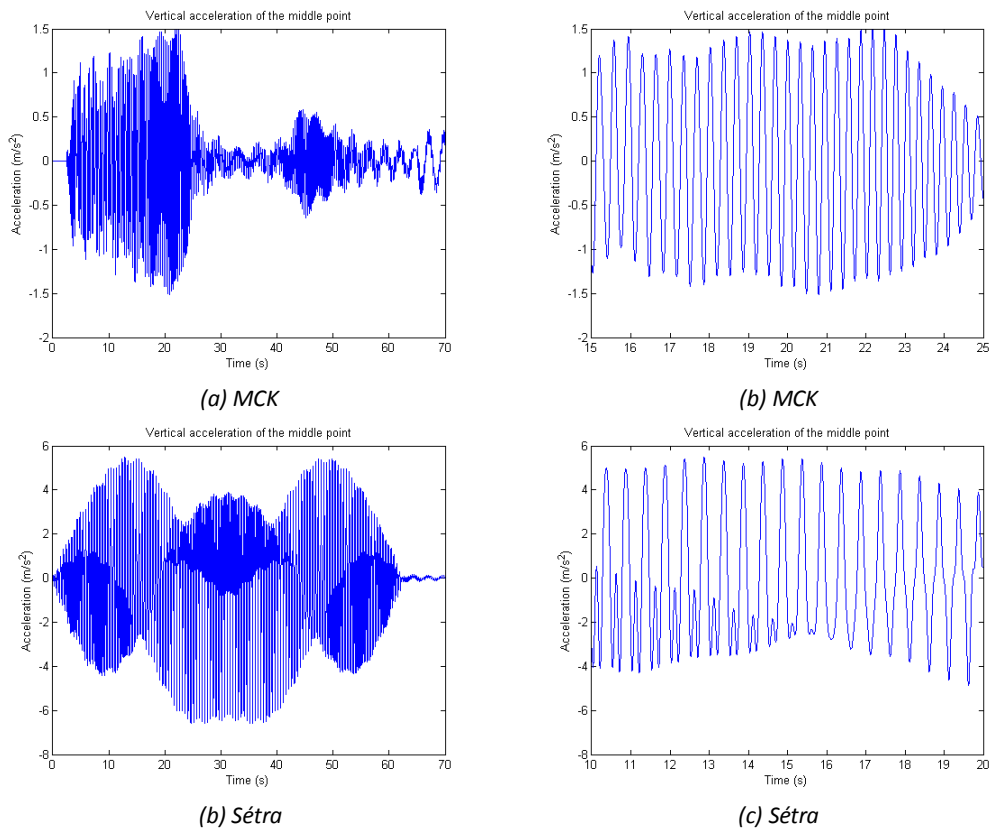 Vertical acceleration of the middle point
1.5
1
0.5
0
-0.5
-1
-1.5
-2
Acceleration (m/s²)
0 10 20 30 40 50 60 70
Time (s)
(a) MCK
Vertical acceleration of the middle point
1.5
1
0.5
0
-0.5
-1
-1.5
-2
Acceleration (m/s²)
15 16 17 18 19 20 21 22 23 24 25
Time (s)
(b) MCK
Vertical acceleration of the middle point
6
4
2
0
-2
-4
-6
-8
Acceleration (m/s²)
0 10 20 30 40 50 60 70
Time (s)
(b) Sétra
Vertical acceleration of the middle point
6
4
2
0
-2
-4
-6
-8
Acceleration (m/s²)
10 11 12 13 14 15 16 17 18 19 20
Time (s)
(c) Sétra